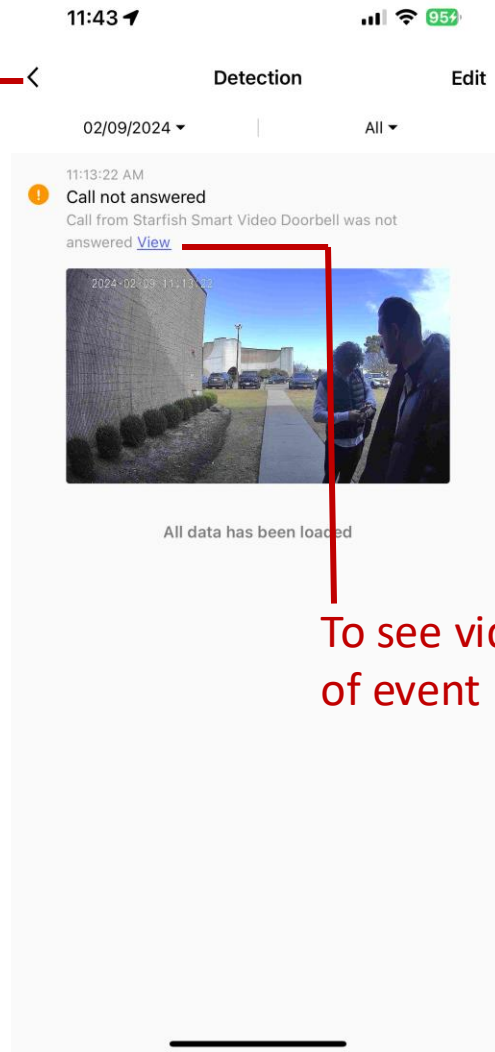 11:43
95
Detection
Edit
02/09/2024
All
11:13:22 AM
Call not answered
Call from Starfish Smart Video Doorbell was not
answered View
2024-02-09 11:13:22
All data has been loaded
To see
of event